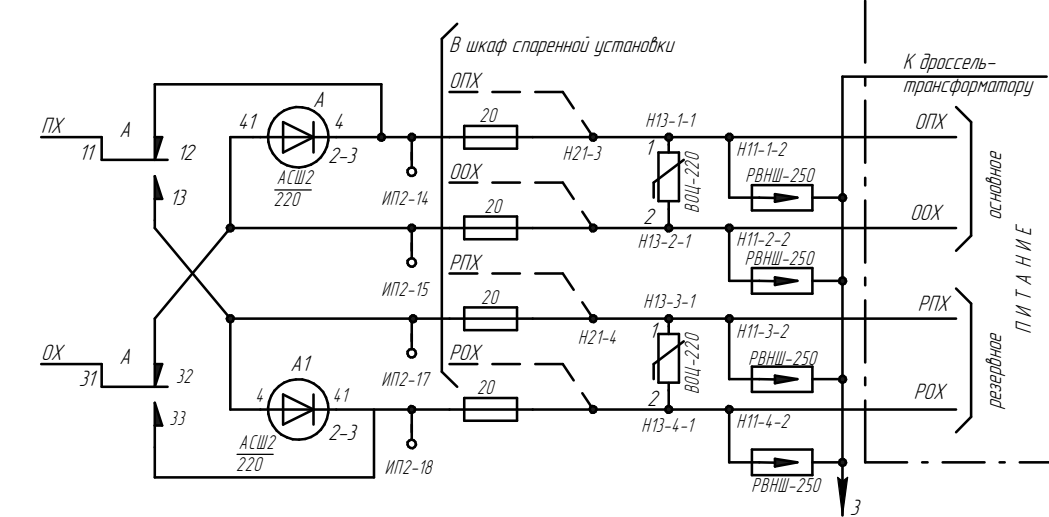 В шкаф спаренной установки
К дроссель-
трансформатору
ОПХ
20
Н13-1-1
ОПХ
ПХ
А
11
12
13
А
41
4
2-3
АСШ2
220
ИП2-14
Н21-3
1
ВОЦ-220
2
Н11-1-2
РВНШ-250
ООХ
20
ООХ
основное
Н13-2-1
Н11-2-2
РВНШ-250
ИП2-15
РПХ
20
Н13-3-1
РПХ
ПИТАНИЕ
Н21-4
1
ВОЦ-220
2
Н11-3-2
РВНШ-250
ОХ
А
31
32
33
А1
4
41
2-3
АСШ2
220
ИП2-17
РОХ
20
РОХ
резервное
Н13-4-1
Н11-4-2
РВНШ-250
ИП2-18
З